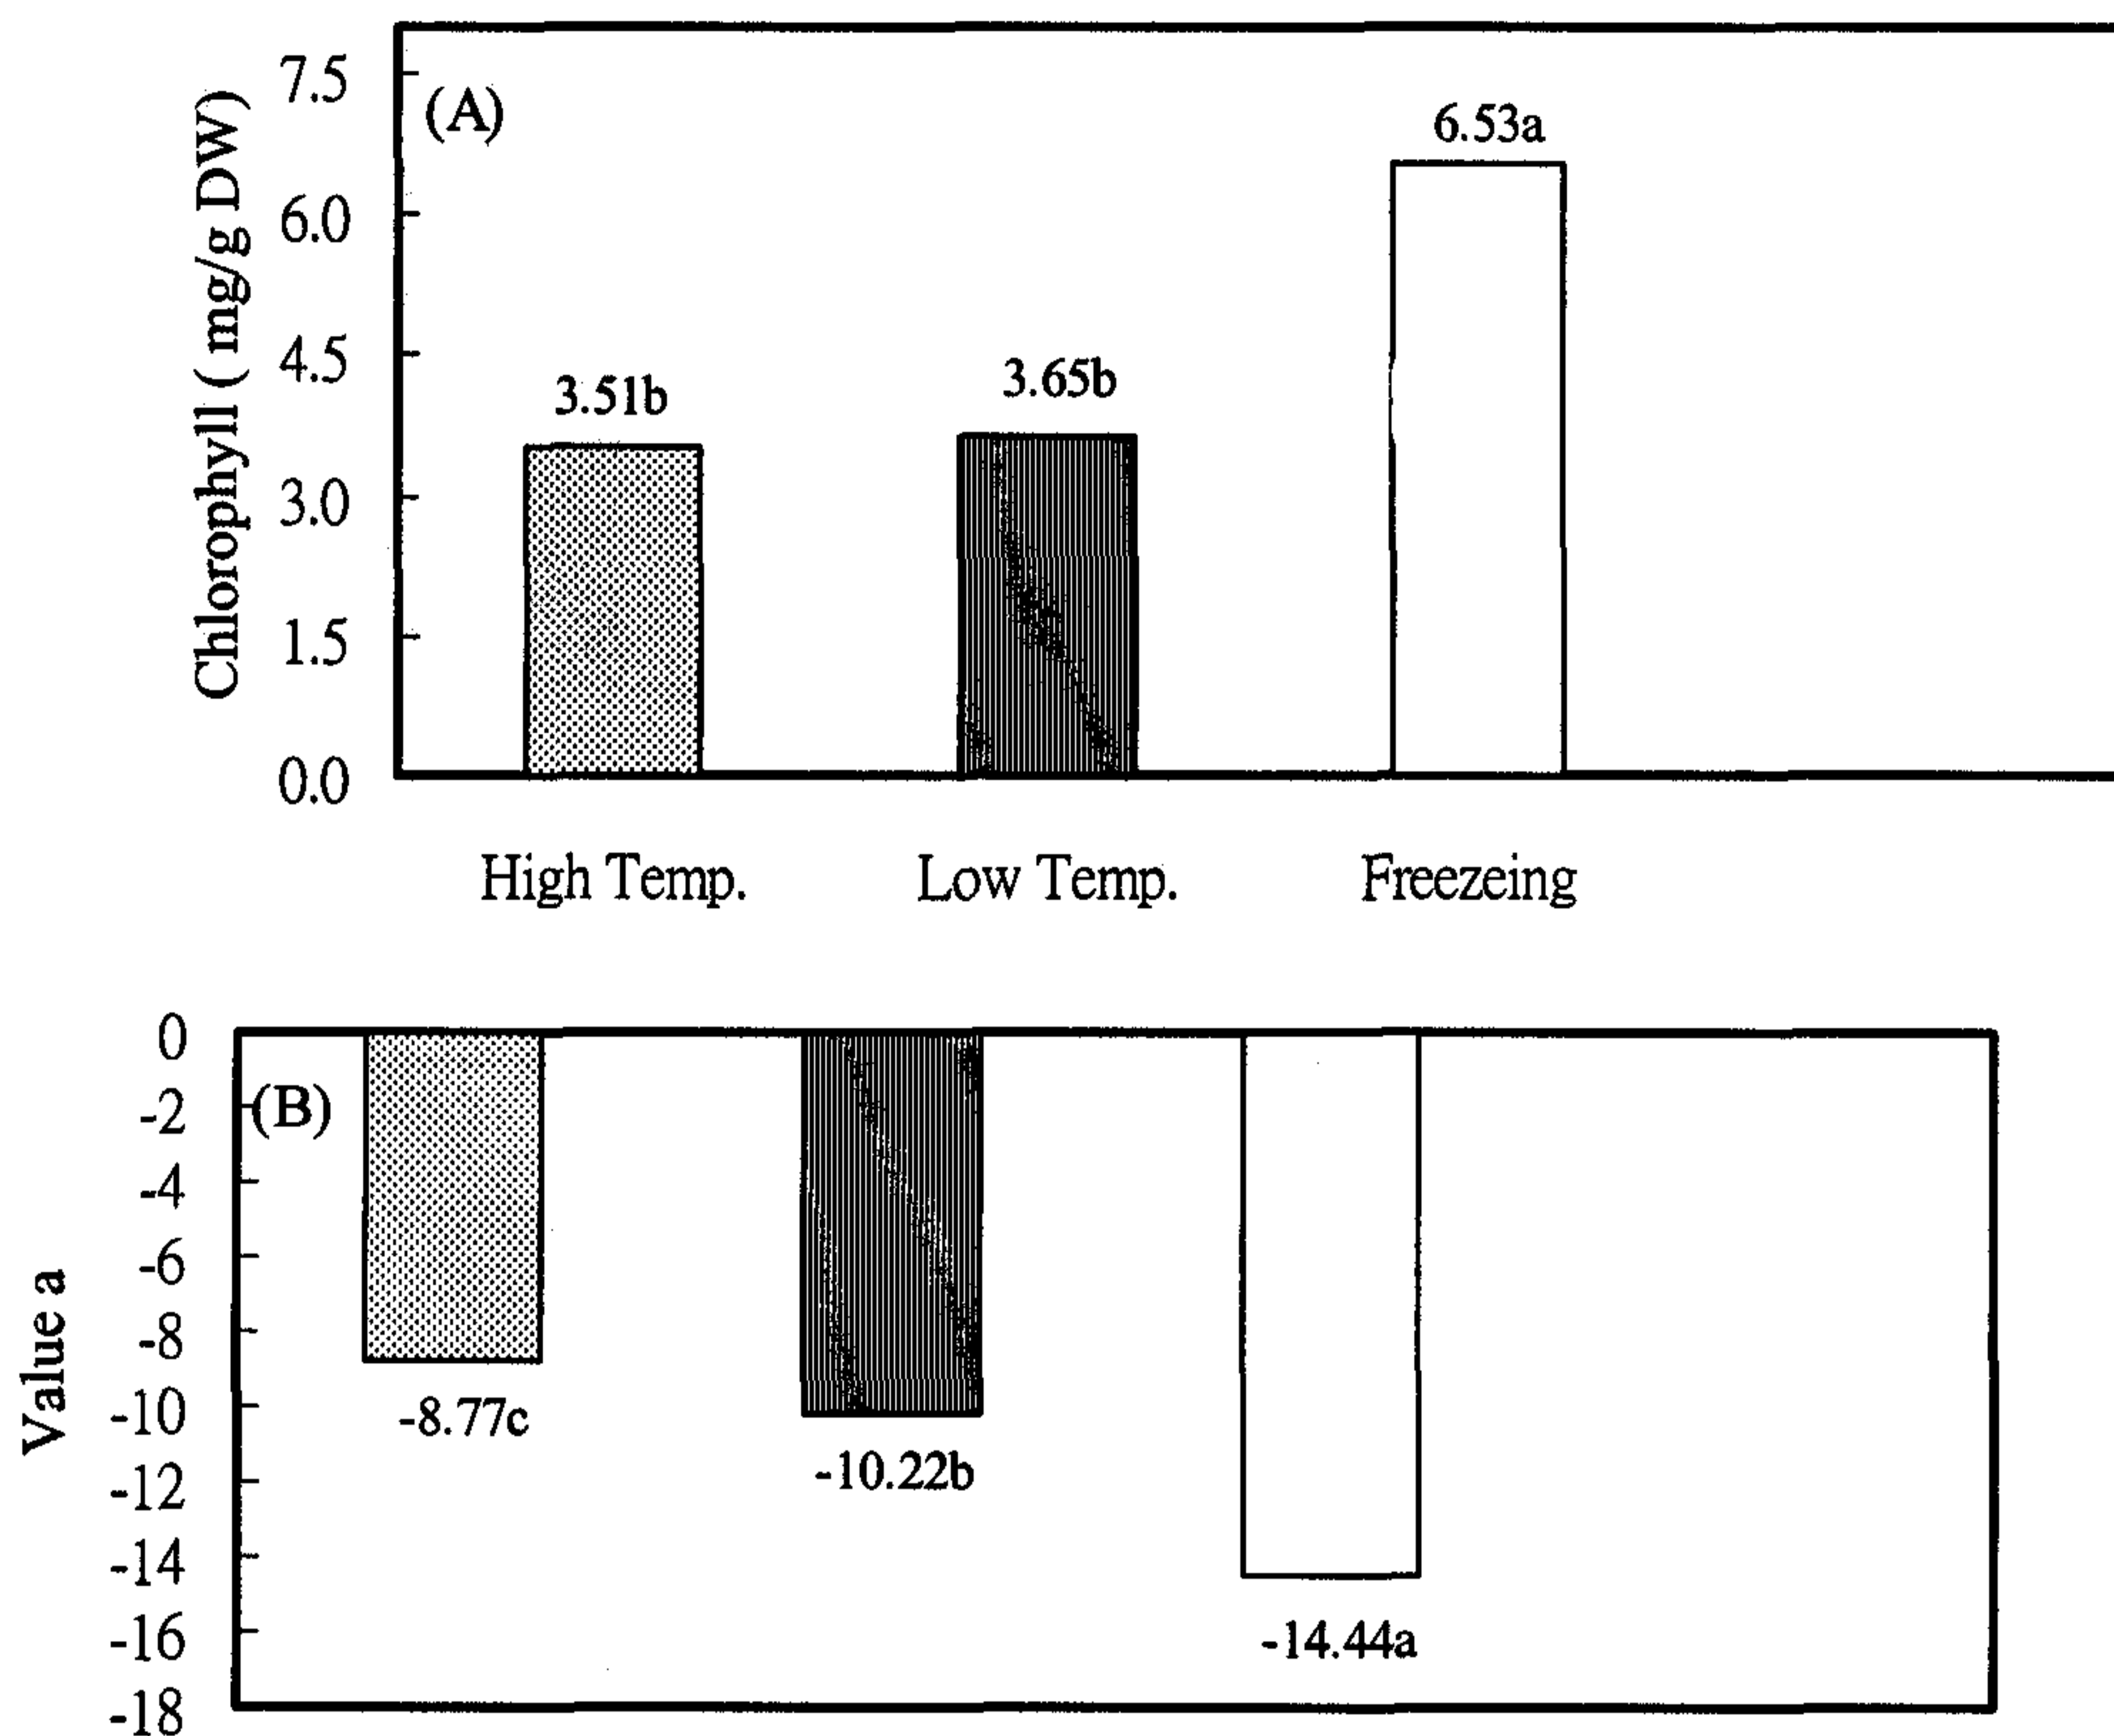 Chlorophyll ( mg/g DW)
7.5
6.0
4.5
3.0
1.5
0.0
(A)
3.51b
3.65b
6.53a
High Temp.
Low Temp.
Freezeing
Value a
0
-2
-4
-6
-8
-10
-12
-14
-16
-18
(B)
-8.77c
-10.22b
-14.44a